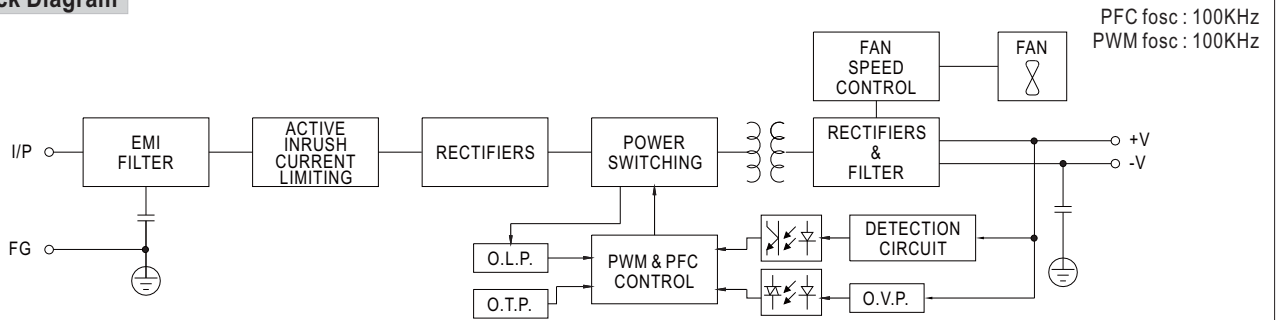 ck Diagram
PFC fosc : 100KHz
PWM fosc : 100KHz
FAN
SPEED
CONTROL
FAN
I/P
EMI
FILTER
ACTIVE
INRUSH
CURRENT
LIMITING
RECTIFIERS
POWER
SWITCHING
RECTIFIERS
&
FILTER
+V
-V
FG
O.L.P.
PWM & PFC
CONTROL
DETECTION
CIRCUIT
O.T.P.
O.V.P.